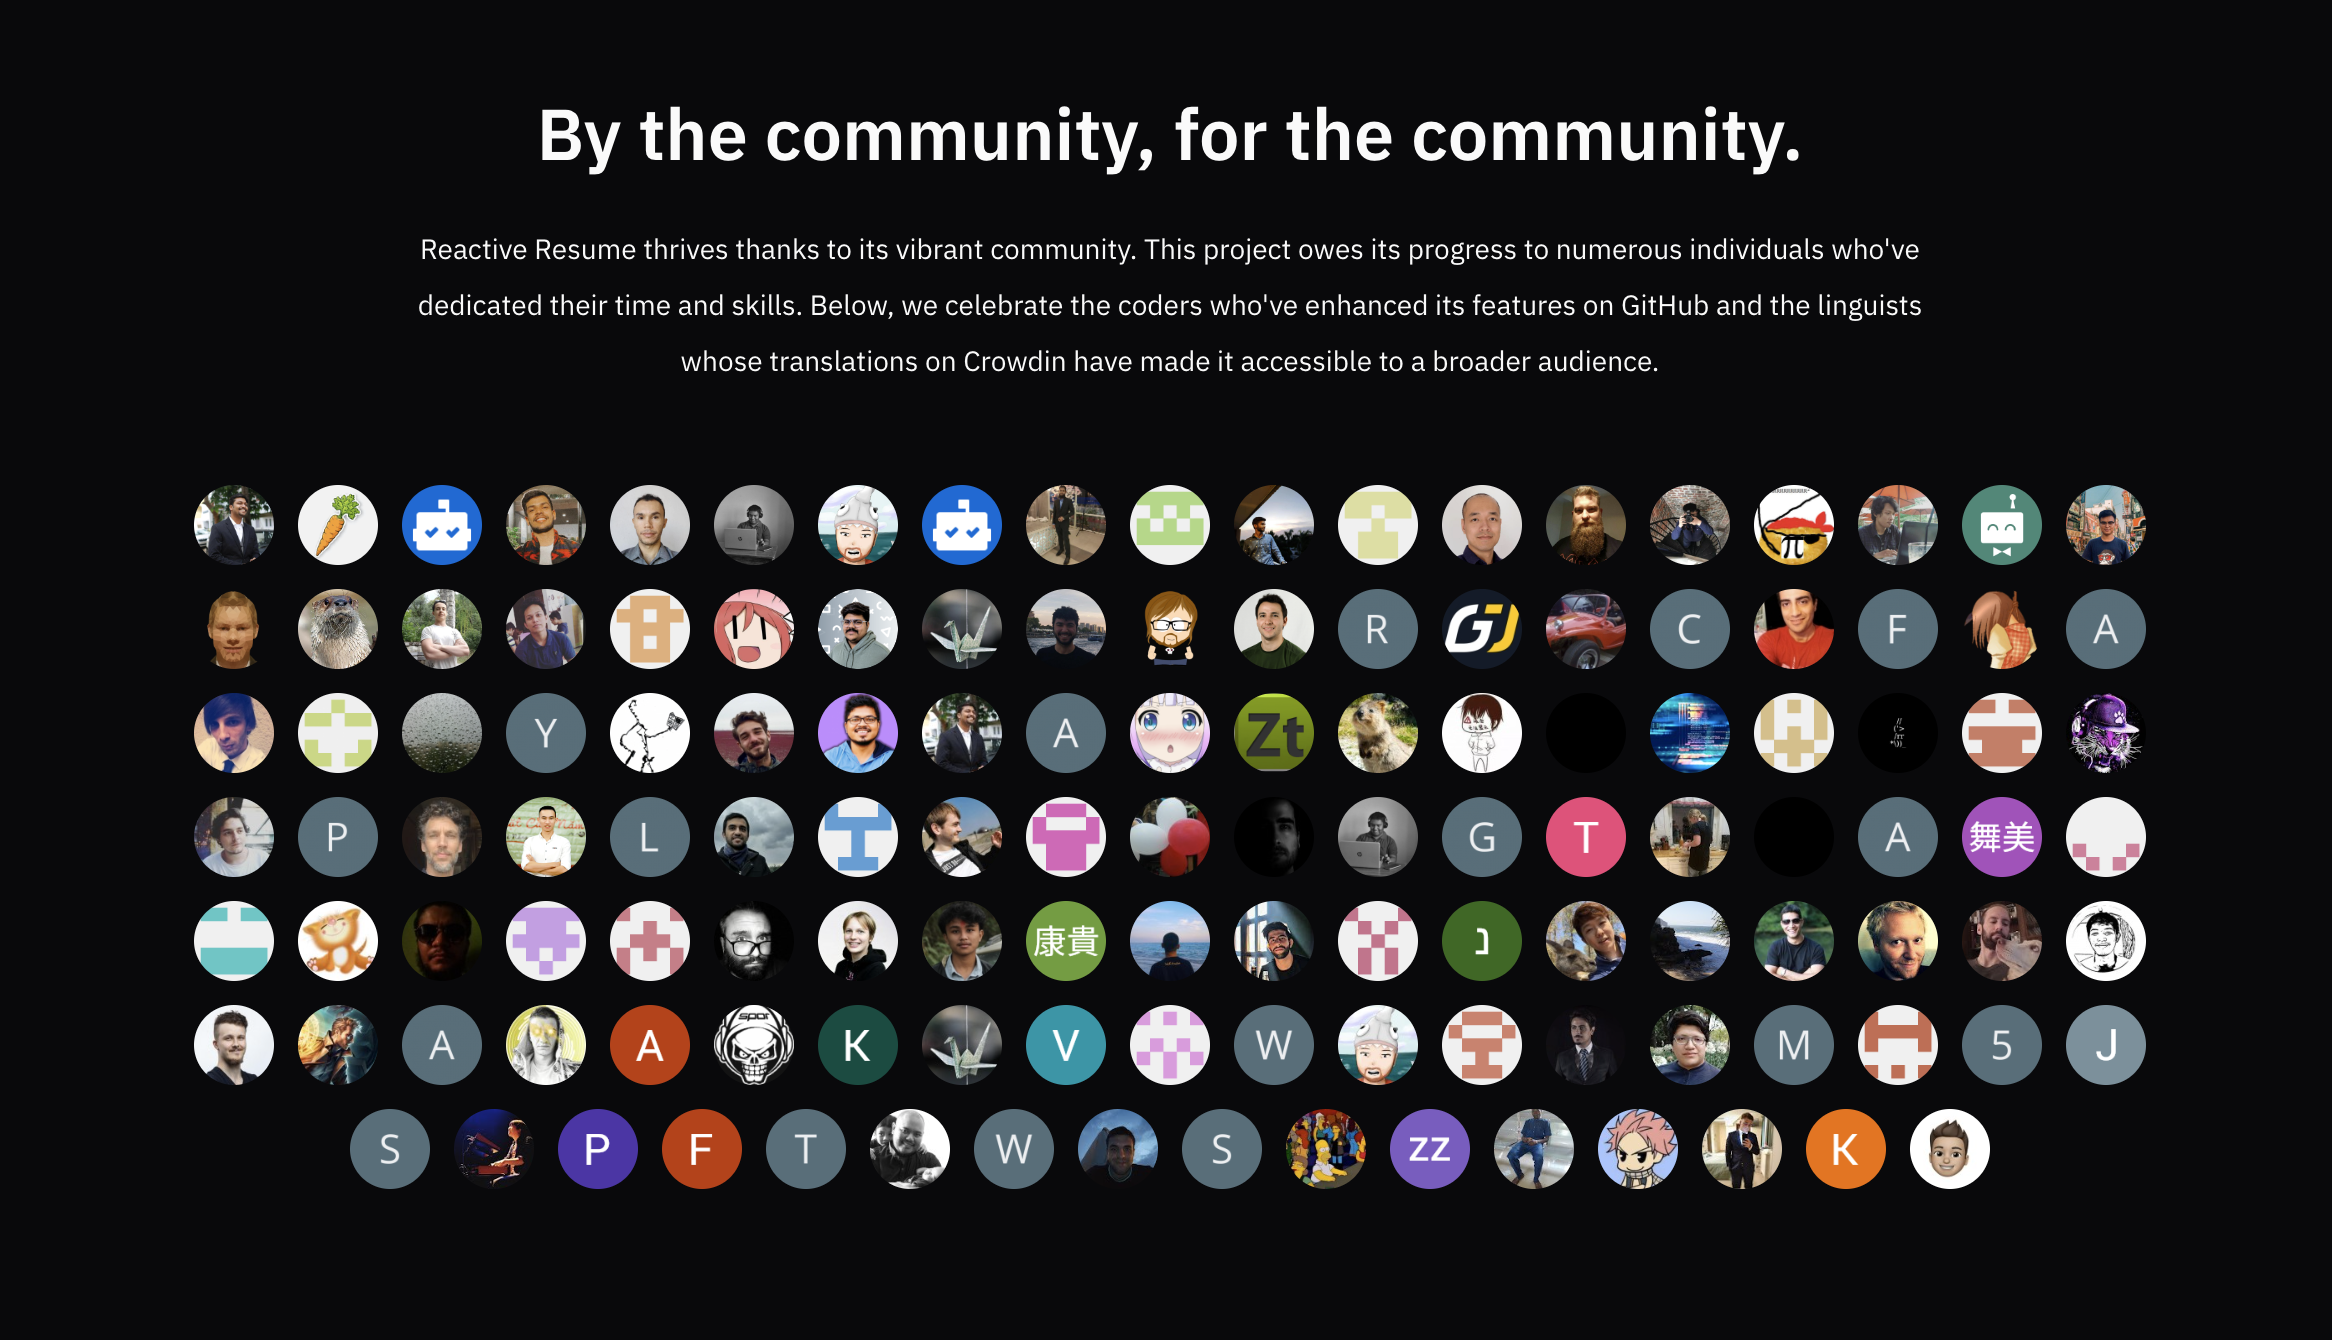 By the community, for the community.
Reactive Resume thrives thanks to its vibrant community. This project owes its progress to numerous individuals who've
dedicated their time and skills. Below, we celebrate the coders who've enhanced its features on GitHub and the linguists
whose translations on Crowdin have made it accessible to a broader audience.
π
R GJ C F A
Y A Zt
P L G T A 舞美
康貴 נ
A A spor K V W M 5 J
S P F T W S ZZ K